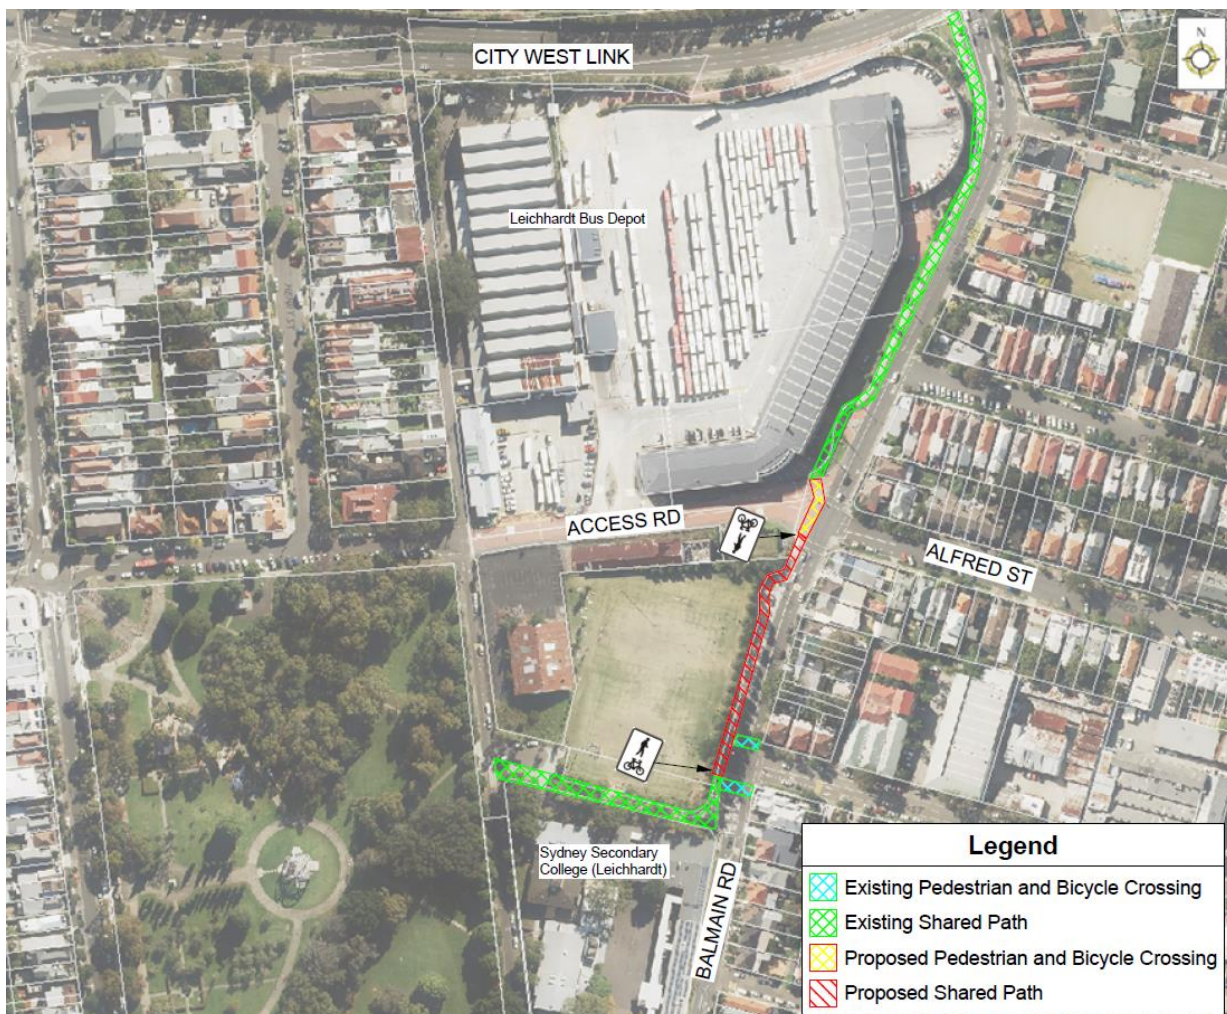 CITY WEST LINK
N
Leichhardt Bus Depot
ACCESS RD
ALFRED ST
Sydney Secondary
College (Leichhardt)
BALMAIN RD
Legend
Existing Pedestrian and Bicycle Crossing
Existing Shared Path
Proposed Pedestrian and Bicycle Crossing
Proposed Shared Path